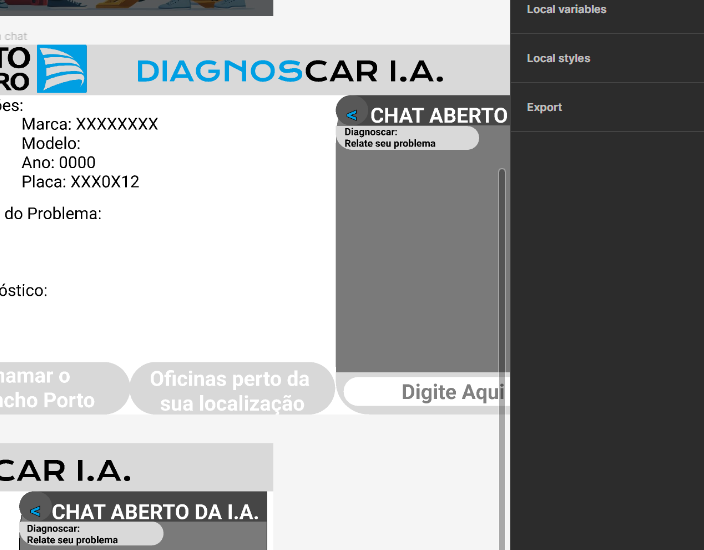 chat
TO
RO
DIAGNOSCAR I.A.
ões:
Marca: XXXXXXXX
Modelo:
Ano: 0000
Placa: XXX0X12
do Problema:
óstico:
hamar o
acho Porto
Oficinas perto da
sua localização
< CHAT ABERTO
Diagnoscar:
Relate seu problema
Digite Aqui
CAR I.A.
< CHAT ABERTO DA I.A.
Diagnoscar:
Relate seu problema
Local variables
Local styles
Export